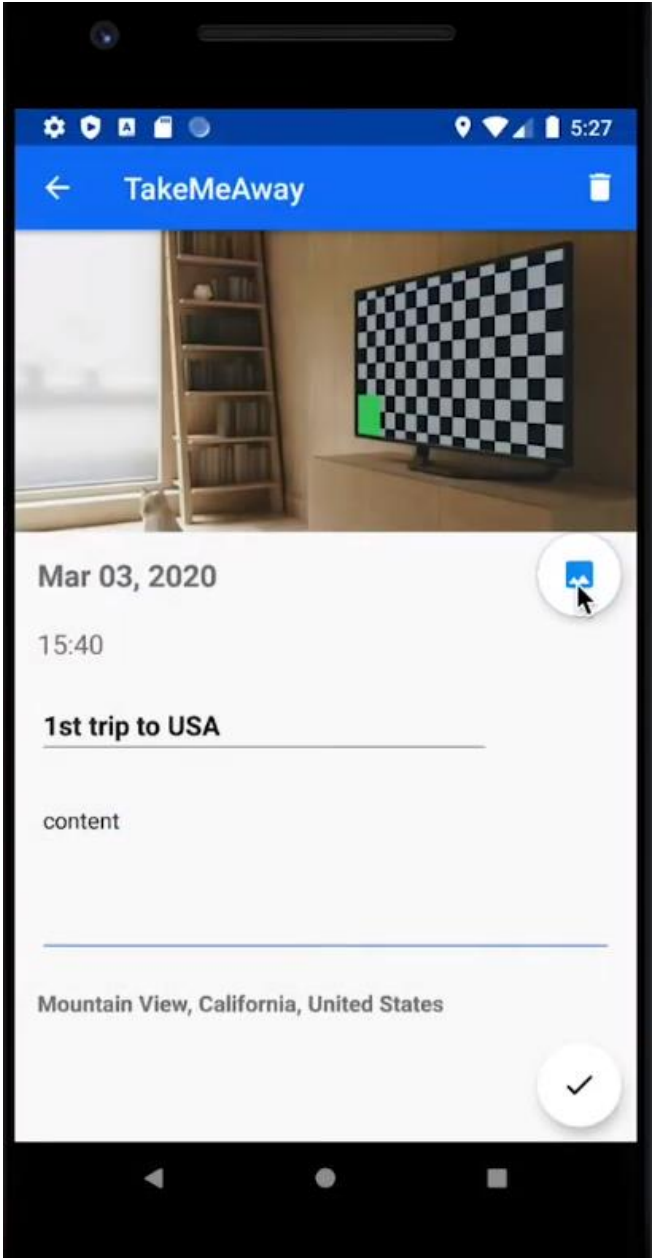 5:27
TakeMeAway
Mar 03, 2020
15:40
1st trip to USA
content
Mountain View, California, United States